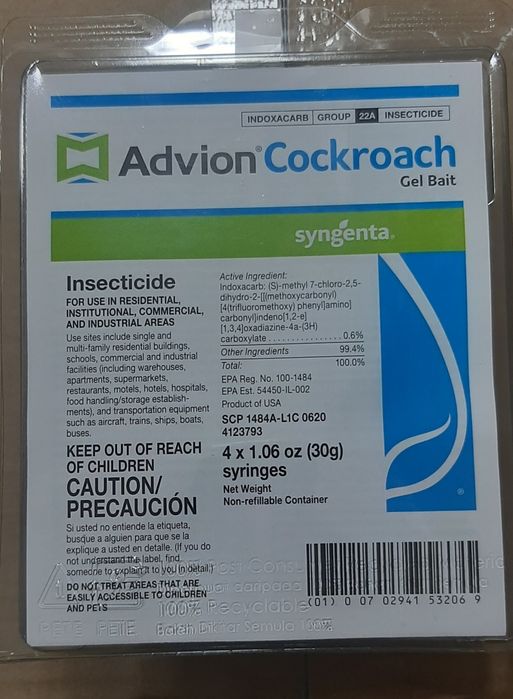 INDOXACARB GROUP 22A INSECTICIDE
Advion® Cockroach
Gel Bait
syngenta®
Insecticide
FOR USE IN RESIDENTIAL,
INSTITUTIONAL, COMMERCIAL,
AND INDUSTRIAL AREAS
Use sites include single and
multi-family residential buildings,
schools, commercial and industrial
facilities (including warehouses,
apartments, supermarkets,
restaurants, motels, hotels, hospitals,
food handling/storage establish-
ments), and transportation equipment
such as aircraft, trains, ships, boats,
buses.
KEEP OUT OF REACH
OF CHILDREN
CAUTION/
PRECAUCIÓN
Si usted no entiende la etiqueta,
busque a alguien para que se la
explique a usted en detalle. (If you do
not understand the label, find
someone to explain it to you in detail.)
DO NOT TREAT AREAS THAT ARE
EASILY ACCESSIBLE TO CHILDREN
AND PETS
Active Ingredient:
Indoxacarb: (S)-methyl 7-chloro-2,5-
dihydro-2-[[(methoxycarbonyl)
[4(trifluoromethoxy) phenyl]amino]
carbonyl]indeno[1,2-e]
[1,3,4]oxadiazine-4a-(3H)
carboxylate .................. 0.6%
Other Ingredients 99.4%
Total: 100.0%
EPA Reg. No. 100-1484
EPA Est. 54450-IL-002
Product of USA
SCP 1484A-L1C 0620
4123793
4 x 1.06 oz (30g)
syringes
Net Weight
Non-refillable Container
(01) 0 07 02941 53206 9
100% Recyclable
PETE PETE
Semula 100%